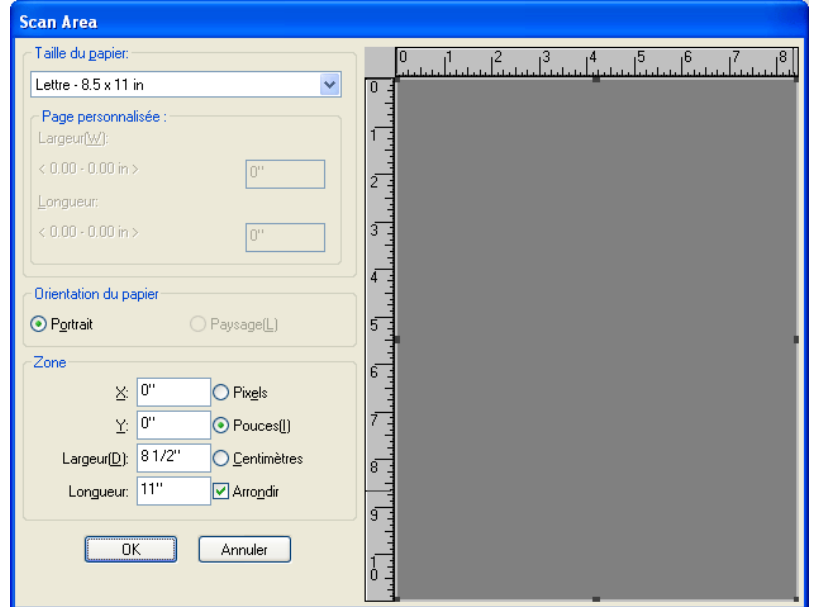 Scan Area
Taille du papier:
Lettre - 8.5 x 11 in
Page personnalisée :
Largeur(W):
< 0.00 - 0.00 in > 0''
Longueur:
< 0.00 - 0.00 in > 0''
Orientation du papier
Portrait Paysage(L)
Zone
X: 0'' Pixels
Y: 0'' Pouces(I)
Largeur(D): 8 1/2'' Centimètres
Longueur: 11'' Arrondir
OK Annuler
0 1 2 3 4 5 6 7 8
0
1
2
3
4
5
6
7
8
9
10